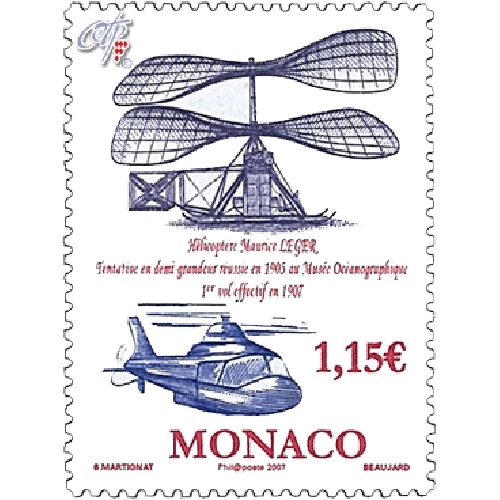 Hélicoptère Maurice LEGER
Tentative en demi grandeur réussie en 1905 au Musée Océanographique
1er vol effectif en 1907
1,15€
MONACO
B.MARTIONAT
Phil@poste 2007
BEAUJARD